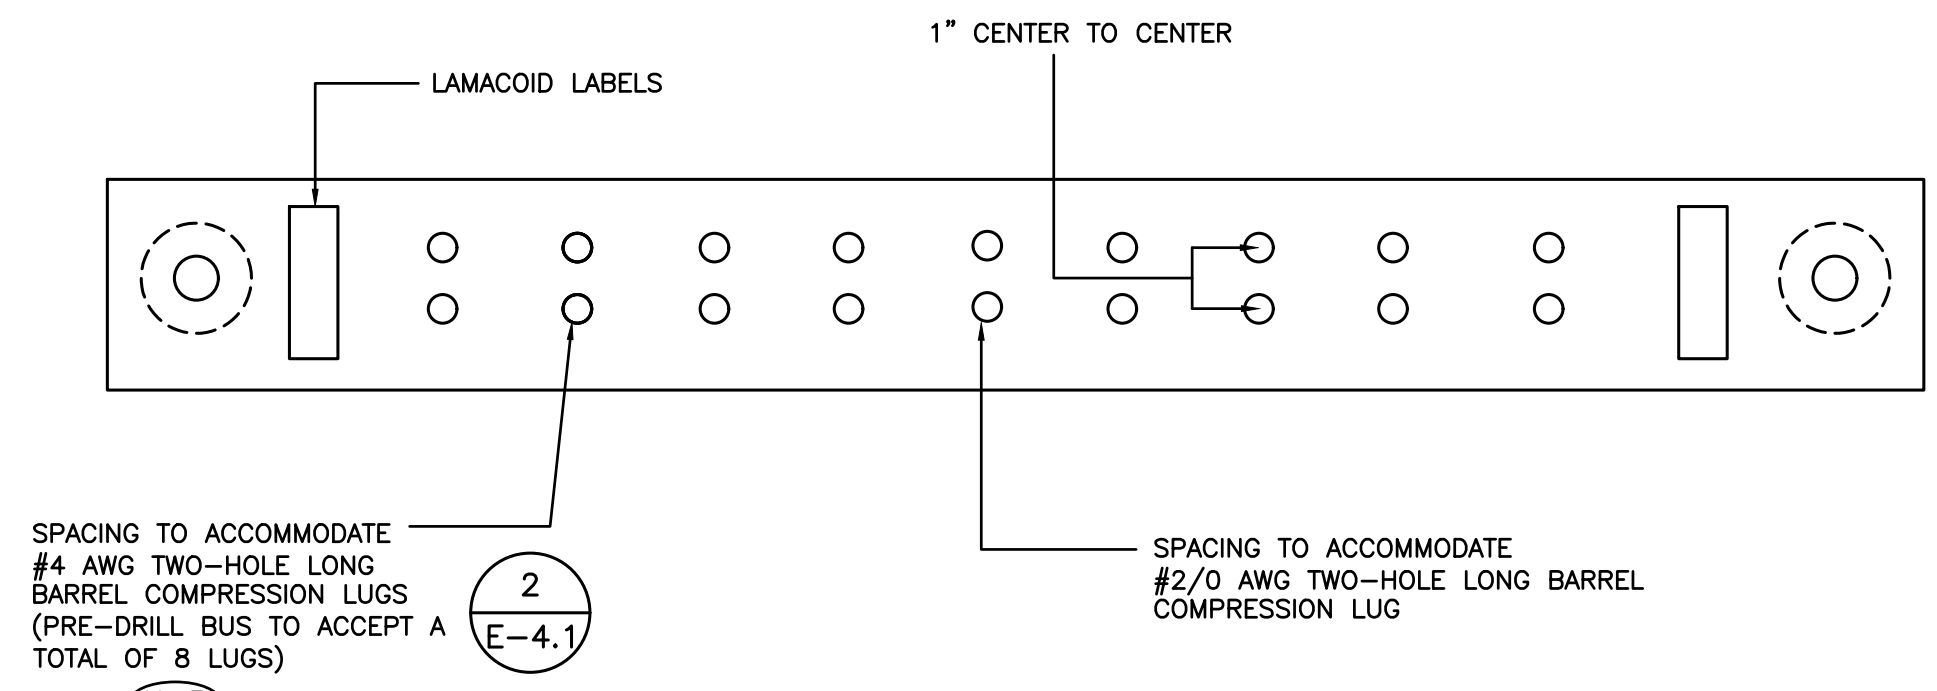 1" CENTER TO CENTER
LAMACOID LABELS
SPACING TO ACCOMMODATE
#4 AWG TWO-HOLE LONG
BARREL COMPRESSION LUGS
(PRE-DRILL BUS TO ACCEPT A
TOTAL OF 8 LUGS)
2
E-4.1
SPACING TO ACCOMMODATE
#2/0 AWG TWO-HOLE LONG BARREL
COMPRESSION LUG